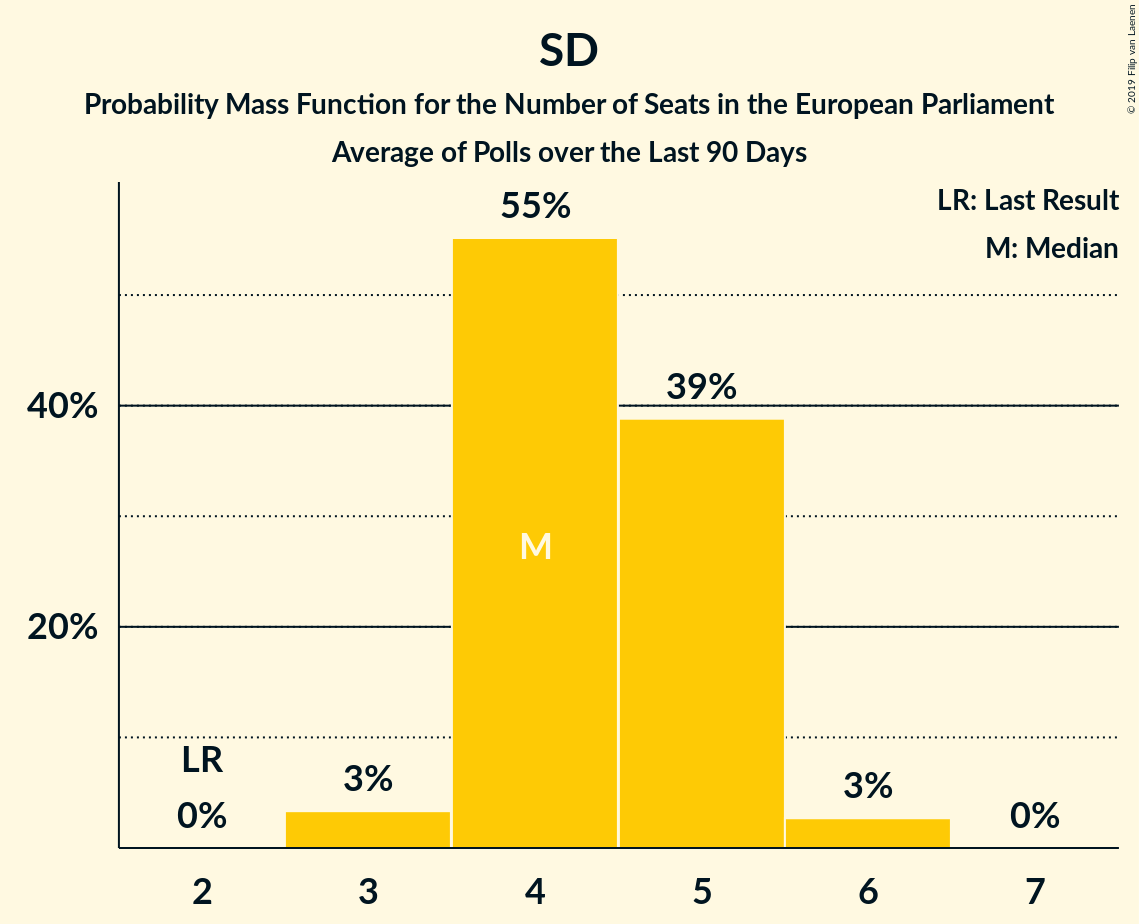 SD
Probability Mass Function for the Number of Seats in the European Parliament
Average of Polls over the Last 90 Days
© 2019 Filip van Laenen
LR: Last Result
M: Median
55%
39%
40%
M
20%
LR
0%
3%
3%
0%
2 3 4 5 6 7